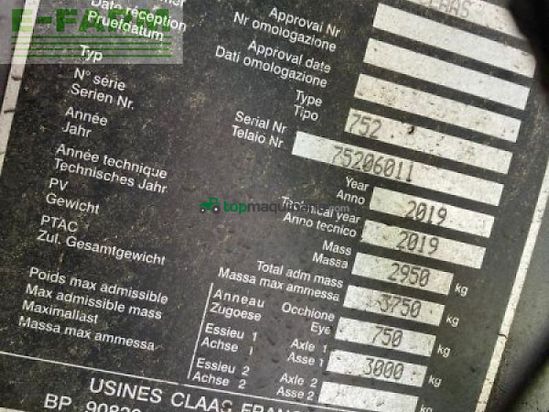 E-FARM
Date réception Approval Nr CLAAS
Pruefdatum Nr omologazione
Approval date
Typ Dati omologazione
N° série Type
Serien Nr. Tipo 752
Année Serial Nr
Jahr Telaio Nr 75206011
Année technique Year
Technisches Jahr Anno 2019
PV Technical year
Gewicht Anno tecnico 2019
PTAC Mass
Zul. Gesamtgewicht Massa 2950 kg
Poids max admissible Total adm mass
Max admissible mass Massa max ammessa 3750 kg
Maximallast Anneau Occhione
Massa max ammessa Zugoese Eye 750 kg
Essieu 1 Axle 1
Achse 1 Asse 1 3000 kg
Essieu 2 Axle 2
Achse 2 Asse 2 kg
USINES CLAAS FRANC
BP
topmaquinaria.com